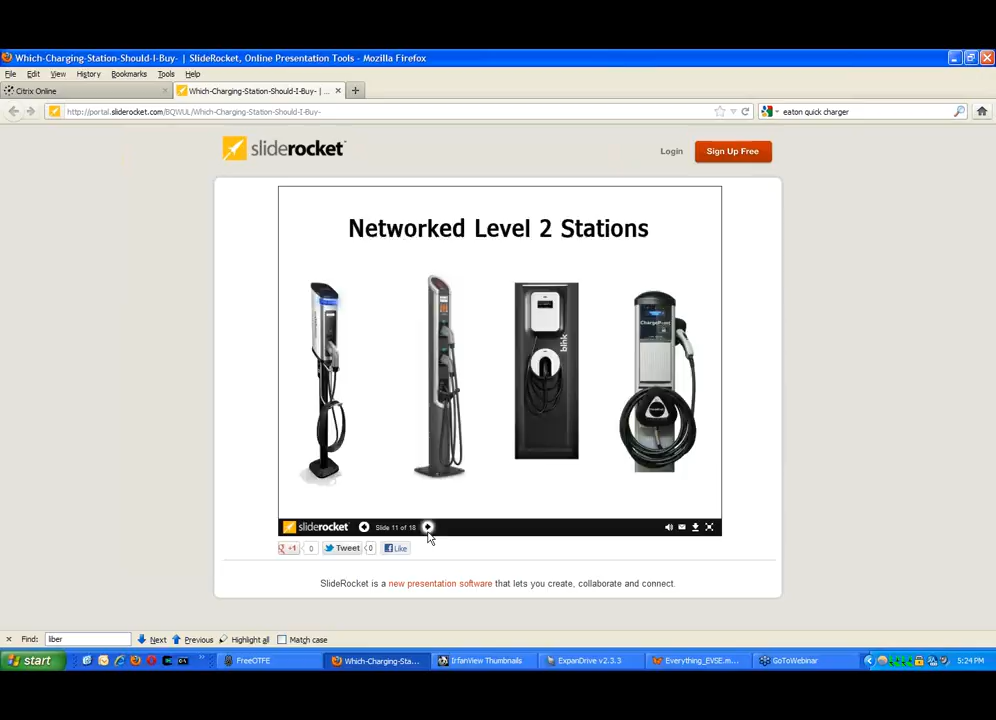 Which-Charging-Station-Should-I-Buy- | SlideRocket, Online Presentation Tools - Mozilla Firefox
File Edit View History Bookmarks Tools Help
Citrix Online
Which-Charging-Station-Should-I-Buy- | ...
http://portal.sliderocket.com/BQWUL/Which-Charging-Station-Should-I-Buy-
eaton quick charger
sliderocket
Login
Sign Up Free
Networked Level 2 Stations
blink
ChargePoint
sliderocket
Slide 11 of 18
+1
0
Tweet
0
Like
SlideRocket is a new presentation software that lets you create, collaborate and connect.
Find:
liber
Next
Previous
Highlight all
Match case
start
FreeOTFE
Which-Charging-Sta...
IrfanView Thumbnails
ExpanDrive v2.3.3
Everything_EVSE.m...
GoToWebinar
5:24 PM